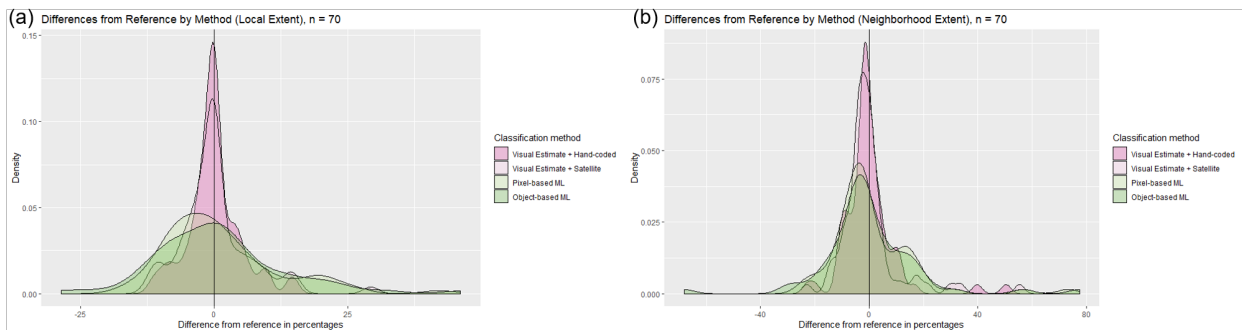 (a)
Differences from Reference by Method (Local Extent), n = 70
0.15
0.10
0.05
0.00
Density
-25
0
25
Difference from reference in percentages
Classification method
Visual Estimate + Hand-coded
Visual Estimate + Satellite
Pixel-based ML
Object-based ML
(b)
Differences from Reference by Method (Neighborhood Extent), n = 70
0.075
0.050
0.025
0.000
Density
-40
0
40
80
Difference from reference in percentages
Classification method
Visual Estimate + Hand-coded
Visual Estimate + Satellite
Pixel-based ML
Object-based ML